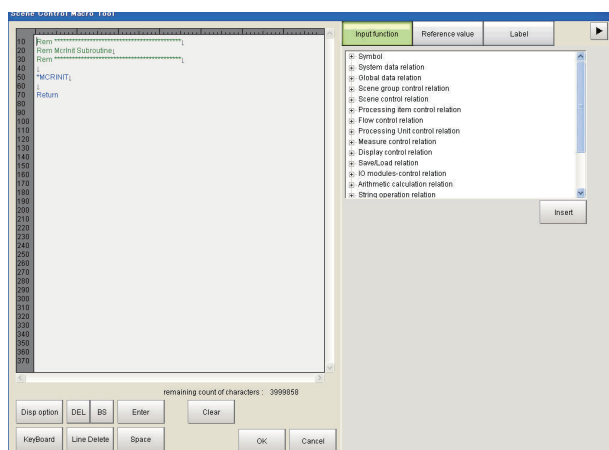 Scene Control Macro Tool
10 Rem ****************************************↓
20 Rem McrInit Subroutine↓
30 Rem ****************************************↓
40 ↓
50 *MCRINIT↓
60 ↓
70 Return
80
90
100
110
120
130
140
150
160
170
180
190
200
210
220
230
240
250
260
270
280
290
300
310
320
330
340
350
360
370
remaining count of characters : 3999858
Disp option DEL BS Enter Clear
KeyBoard Line Delete Space OK Cancel
Input function Reference value Label
Symbol
System data relation
Global data relation
Scene group control relation
Scene control relation
Processing item control relation
Flow control relation
Processing Unit control relation
Measure control relation
Display control relation
Save/Load relation
IO modules-control relation
Arithmetic calculation relation
String operation relation
Insert